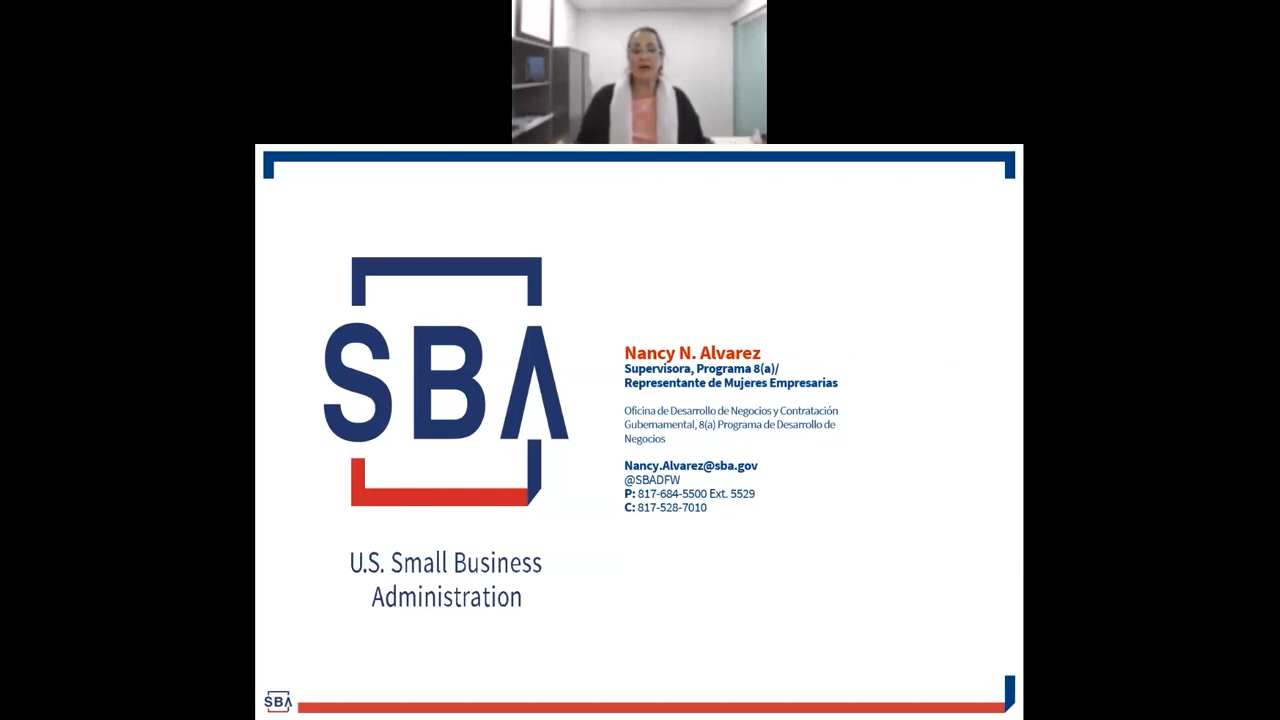 SBA
U.S. Small Business
Administration
Nancy N. Alvarez
Supervisora, Programa 8(a)/
Representante de Mujeres Empresarias
Oficina de Desarrollo de Negocios y Contratación
Gubernamental, 8(a) Programa de Desarrollo de
Negocios
Nancy.Alvarez@sba.gov
@SBADFW
P: 817-684-5500 Ext. 5529
C: 817-528-7010
SBA